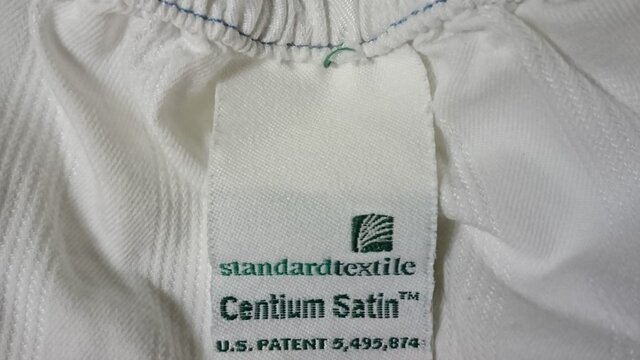 standardtextile
Centium Satin™
U.S. PATENT 5,495,874